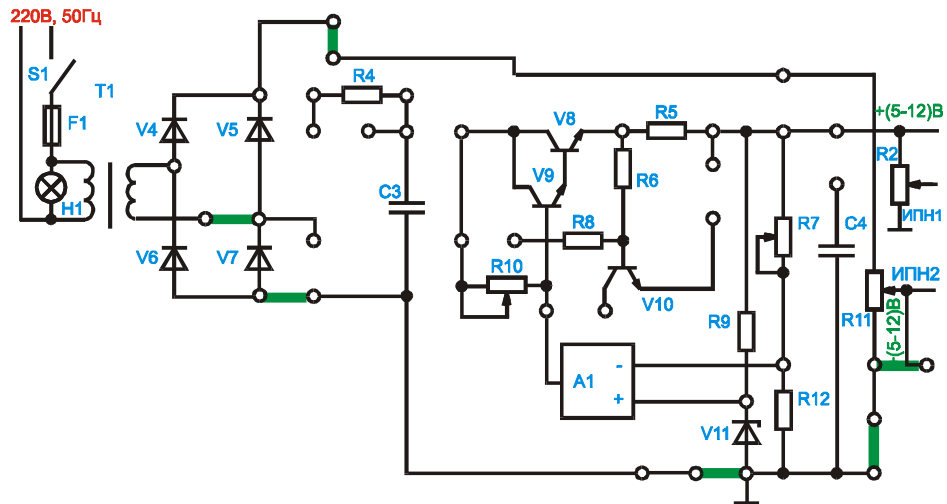 220В, 50Гц
S1
T1
F1
H1
V4
V5
V6
V7
R4
C3
V8
V9
R5
R6
R8
R10
V10
A1
-
+
R9
V11
R7
R12
C4
+(5-12)В
R2
ИПН1
ИПН2
R11
+(5-12)В